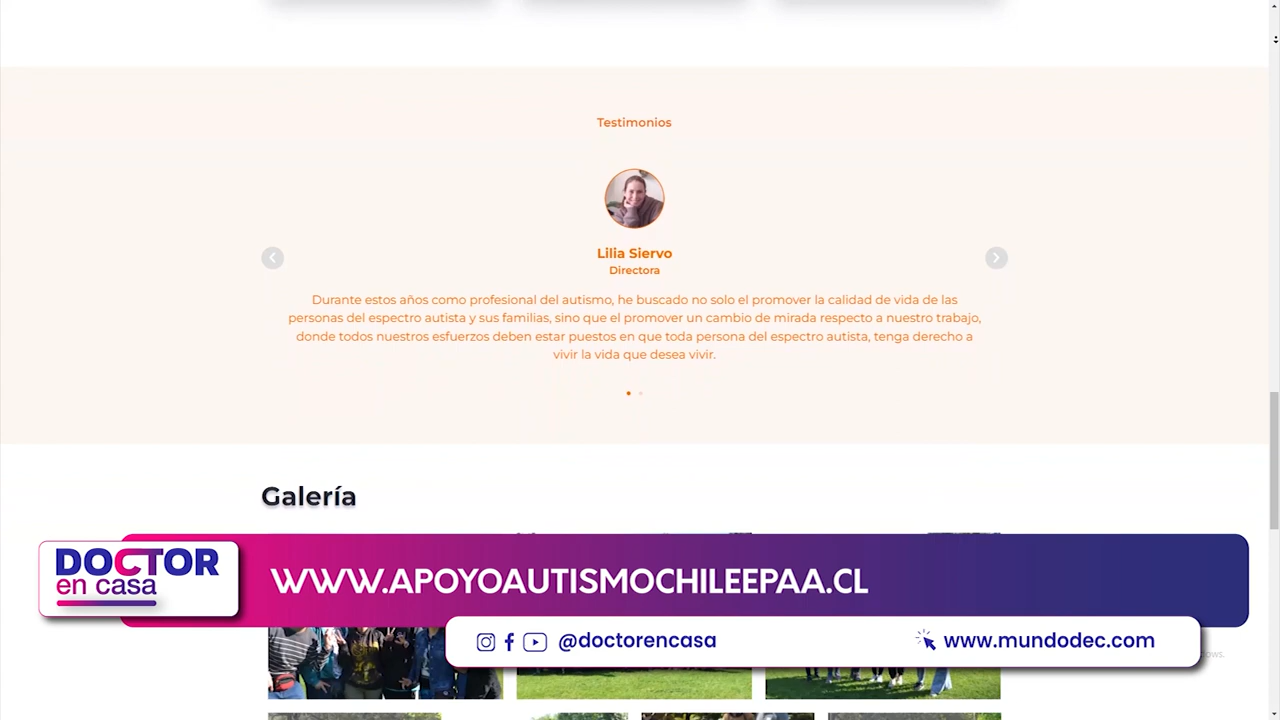 Testimonios
Lilia Siervo
Directora
Durante estos años como profesional del autismo, he buscado no solo el promover la calidad de vida de las
personas del espectro autista y sus familias, sino que el promover un cambio de mirada respecto a nuestro trabajo,
donde todos nuestros esfuerzos deben estar puestos en que toda persona del espectro autista, tenga derecho a
vivir la vida que desea vivir.
Galería
DOCTOR
en casa
WWW.APOYOAUTISMOCHILEEPAA.CL
@doctorencasa
www.mundodec.com